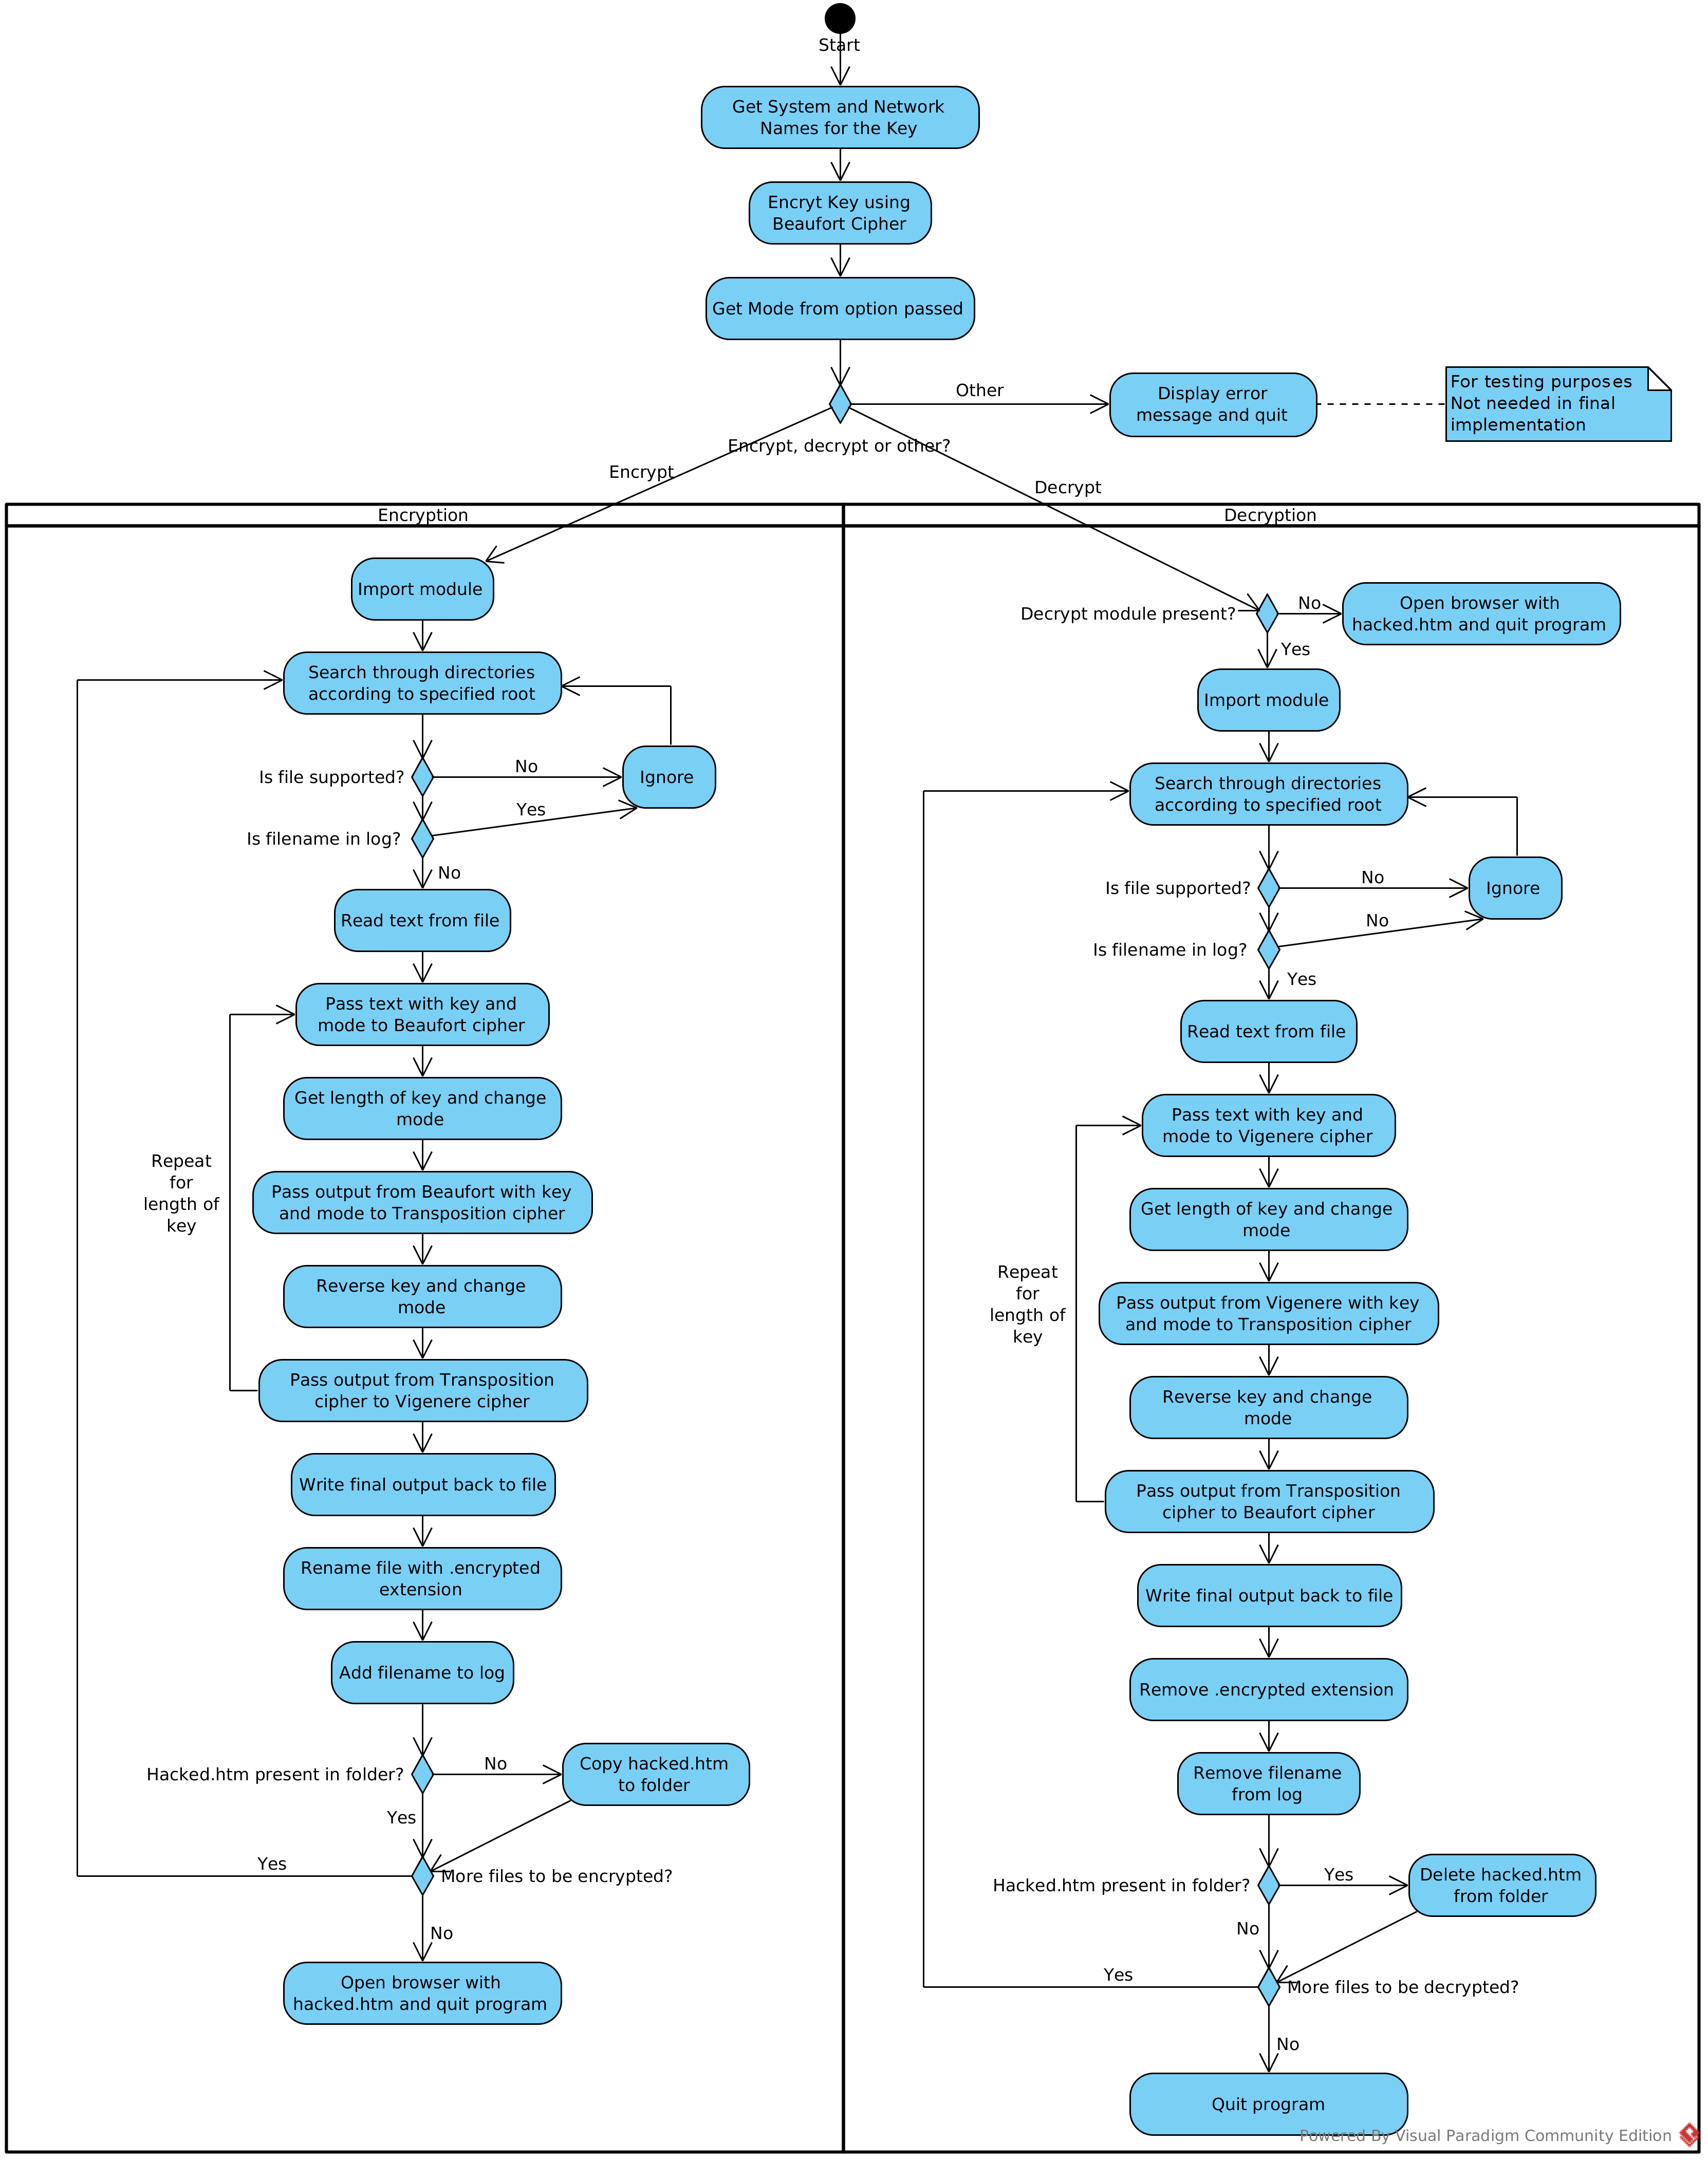 Start
Get System and Network
Names for the Key
Encryt Key using
Beaufort Cipher
Get Mode from option passed
Other
Display error
message and quit
For testing purposes
Not needed in final
implementation
Encrypt, decrypt or other?
Encrypt
Decrypt
Encryption
Import module
Search through directories
according to specified root
Is file supported?
No
Ignore
Yes
Is filename in log?
No
Read text from file
Pass text with key and
mode to Beaufort cipher
Get length of key and change
mode
Repeat
for
length of
key
Pass output from Beaufort with key
and mode to Transposition cipher
Reverse key and change
mode
Pass output from Transposition
cipher to Vigenere cipher
Write final output back to file
Rename file with .encrypted
extension
Add filename to log
Hacked.htm present in folder?
No
Copy hacked.htm
to folder
Yes
Yes
More files to be encrypted?
No
Open browser with
hacked.htm and quit program
Decryption
Decrypt module present?
No
Open browser with
hacked.htm and quit program
Yes
Import module
Search through directories
according to specified root
Is file supported?
No
Ignore
No
Is filename in log?
Yes
Read text from file
Pass text with key and
mode to Vigenere cipher
Get length of key and change
mode
Repeat
for
length of
key
Pass output from Vigenere with key
and mode to Transposition cipher
Reverse key and change
mode
Pass output from Transposition
cipher to Beaufort cipher
Write final output back to file
Remove .encrypted extension
Remove filename
from log
Hacked.htm present in folder?
Yes
Delete hacked.htm
from folder
No
Yes
More files to be decrypted?
No
Quit program
Powered By Visual Paradigm Community Edition